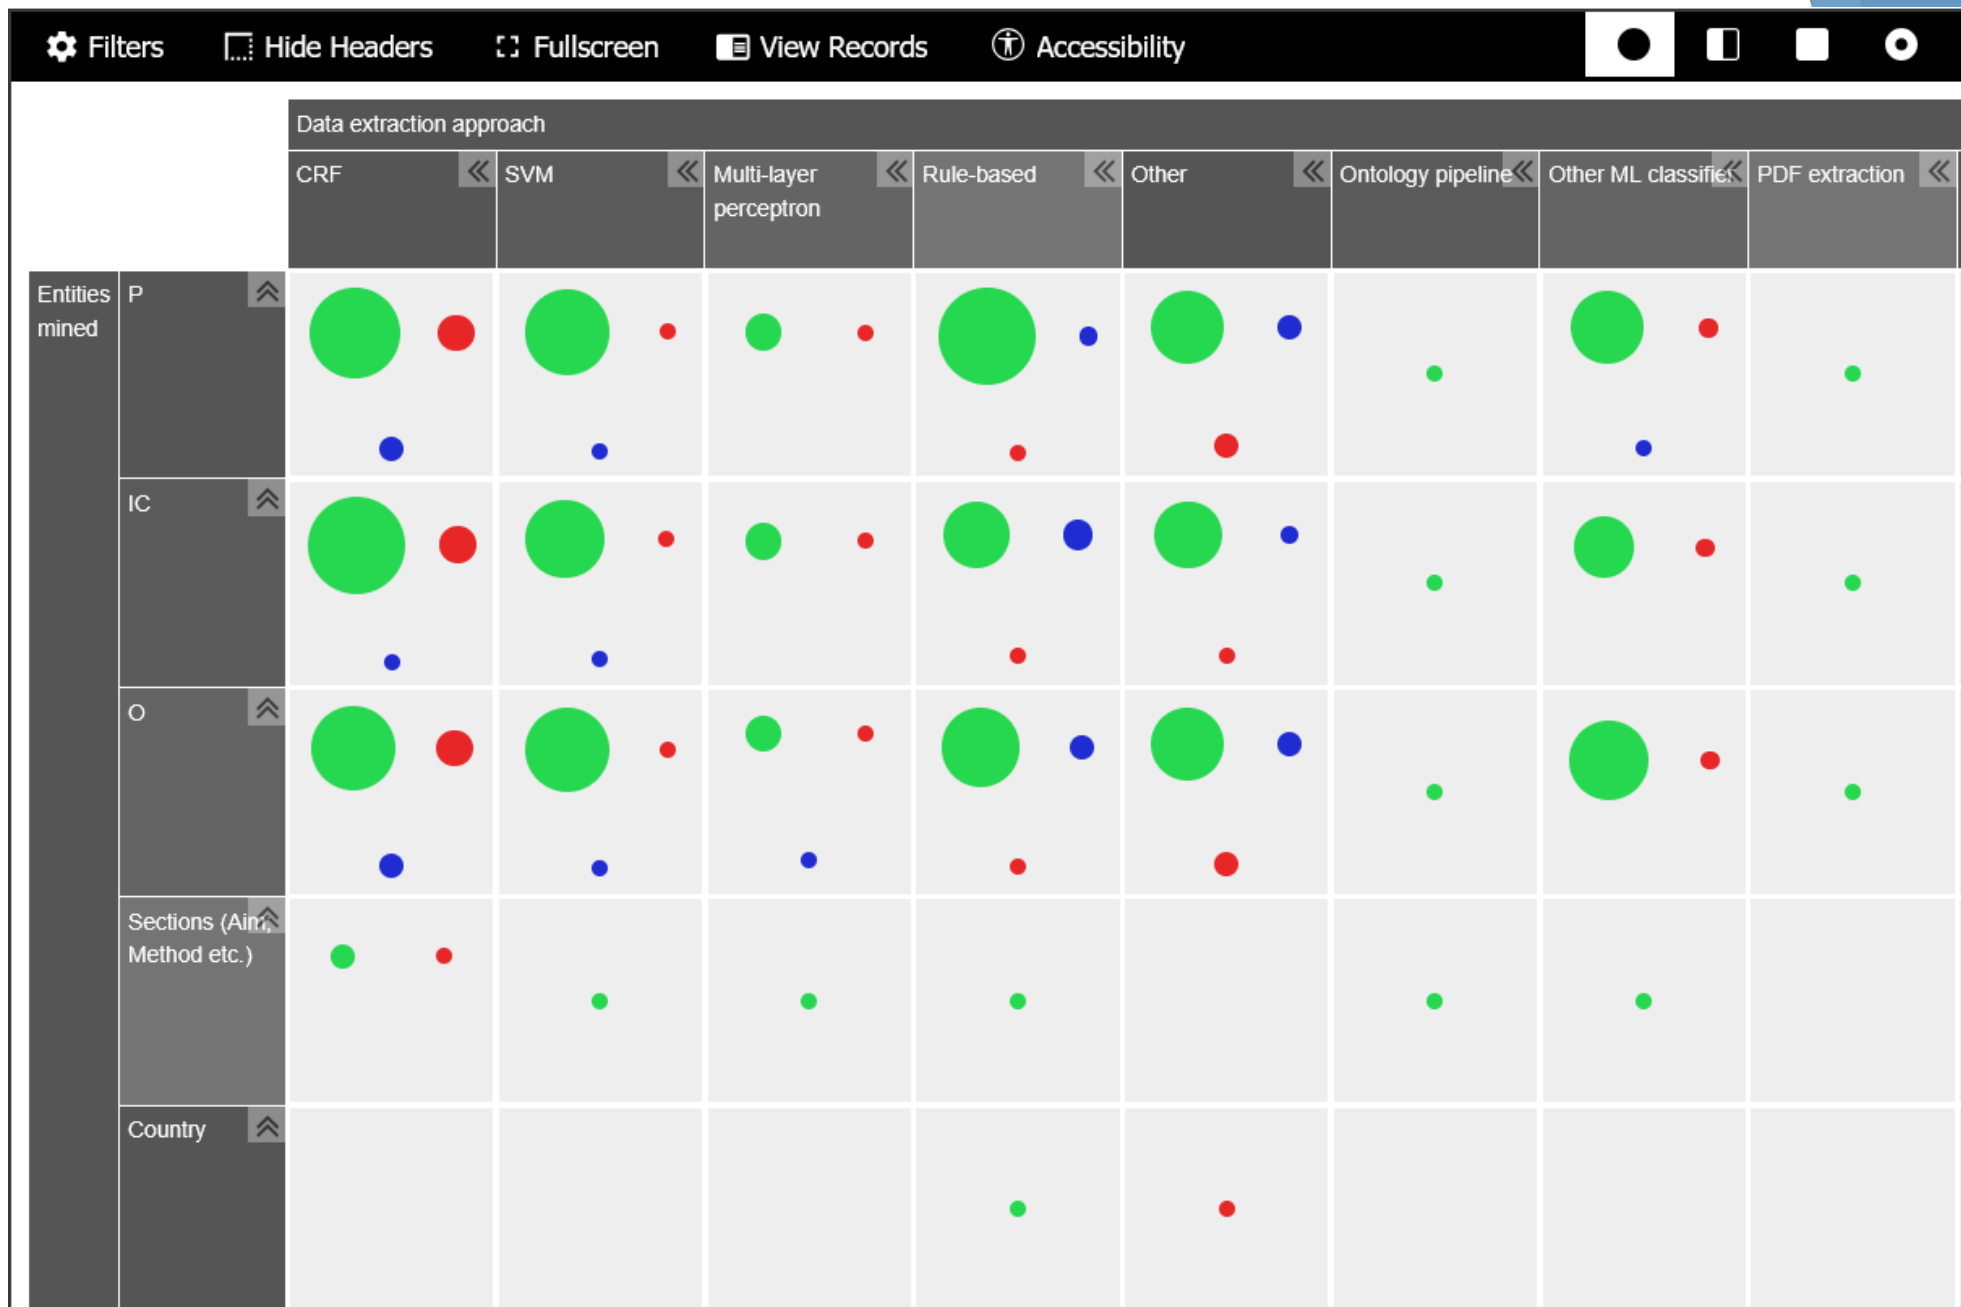 Filters Hide Headers Fullscreen View Records Accessibility
Data extraction approach
CRF SVM Multi-layer Rule-based Other Ontology pipeline Other ML classifier PDF extraction
perceptron
Entities P
mined
IC
O
Sections (Aim,
Method etc.)
Country